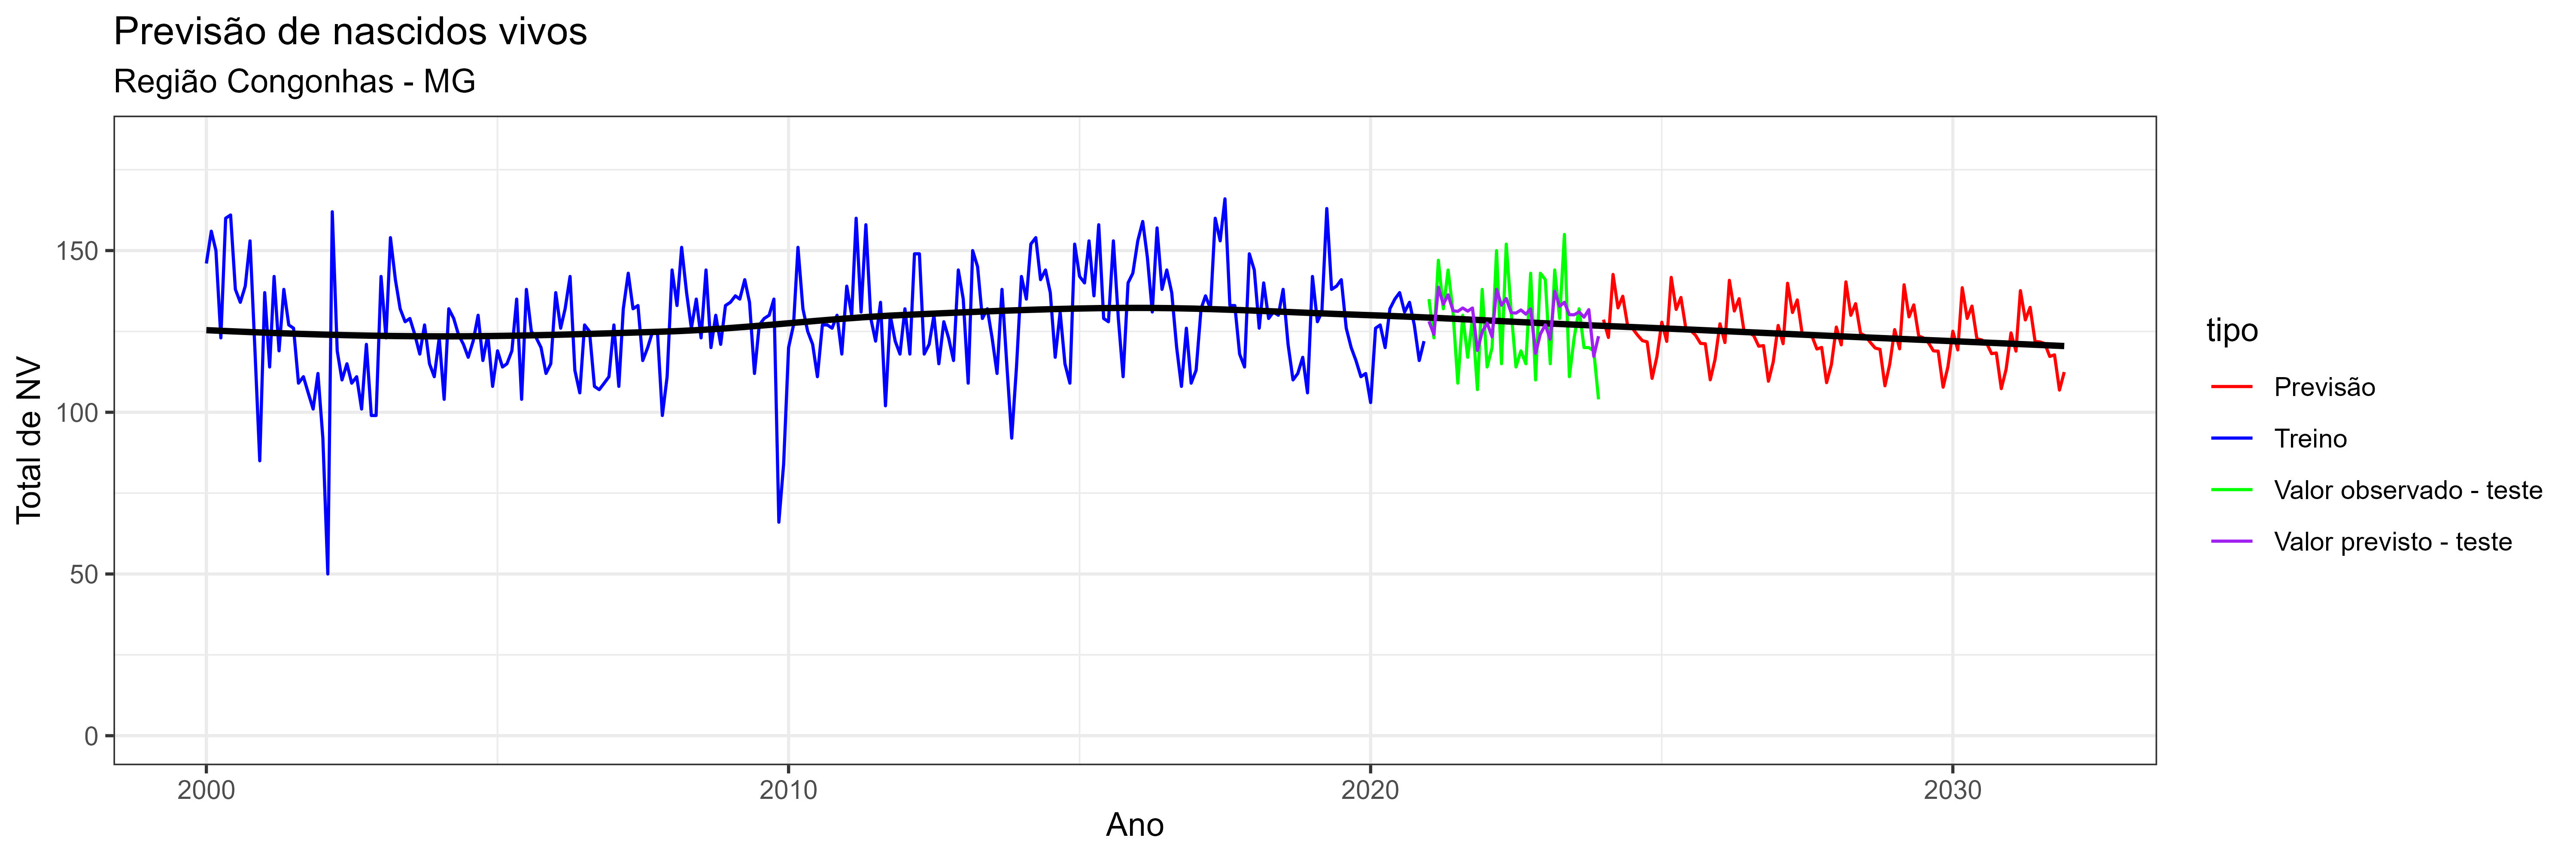 Previsão de nascidos vivos
Região Congonhas - MG
Total de NV
150
100
50
0
2000
2010
2020
2030
Ano
tipo
Previsão
Treino
Valor observado - teste
Valor previsto - teste